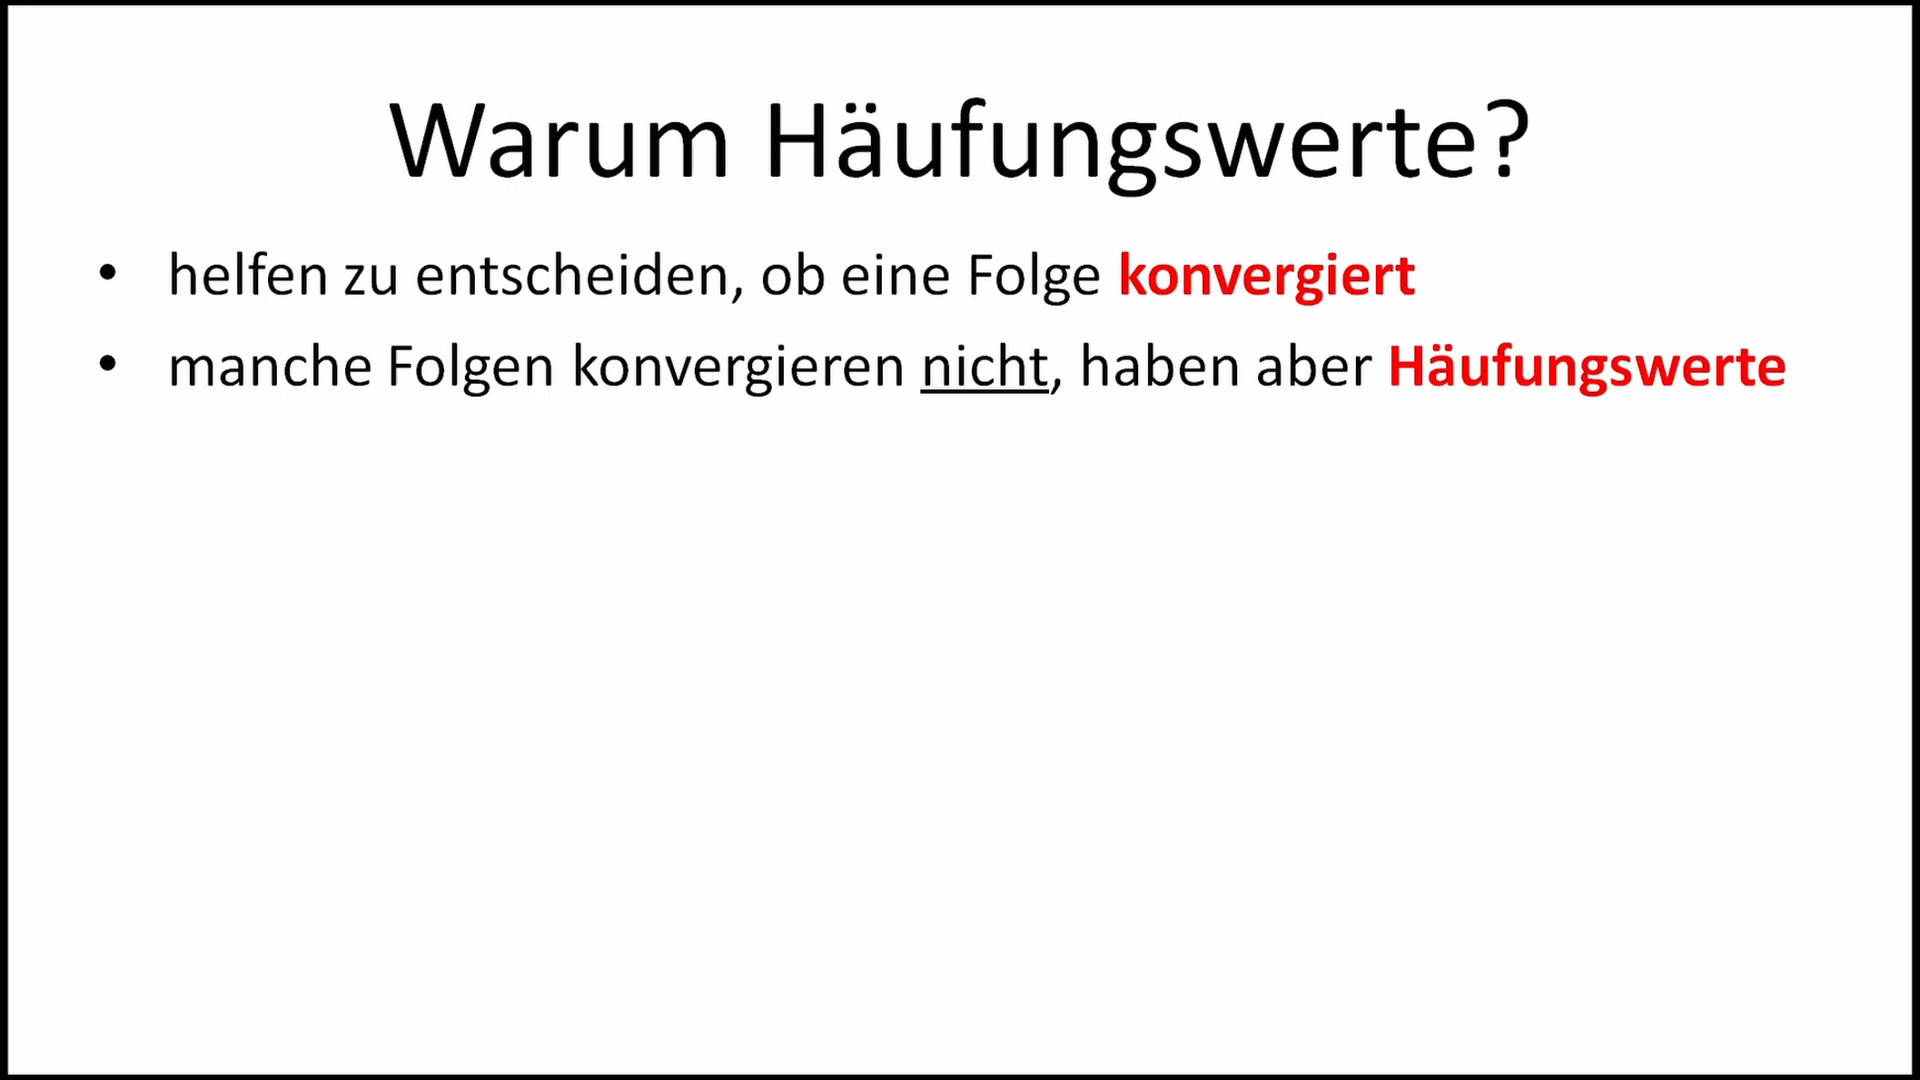 Warum Häufungswerte?
• helfen zu entscheiden, ob eine Folge konvergiert
• manche Folgen konvergieren nicht, haben aber Häufungswerte